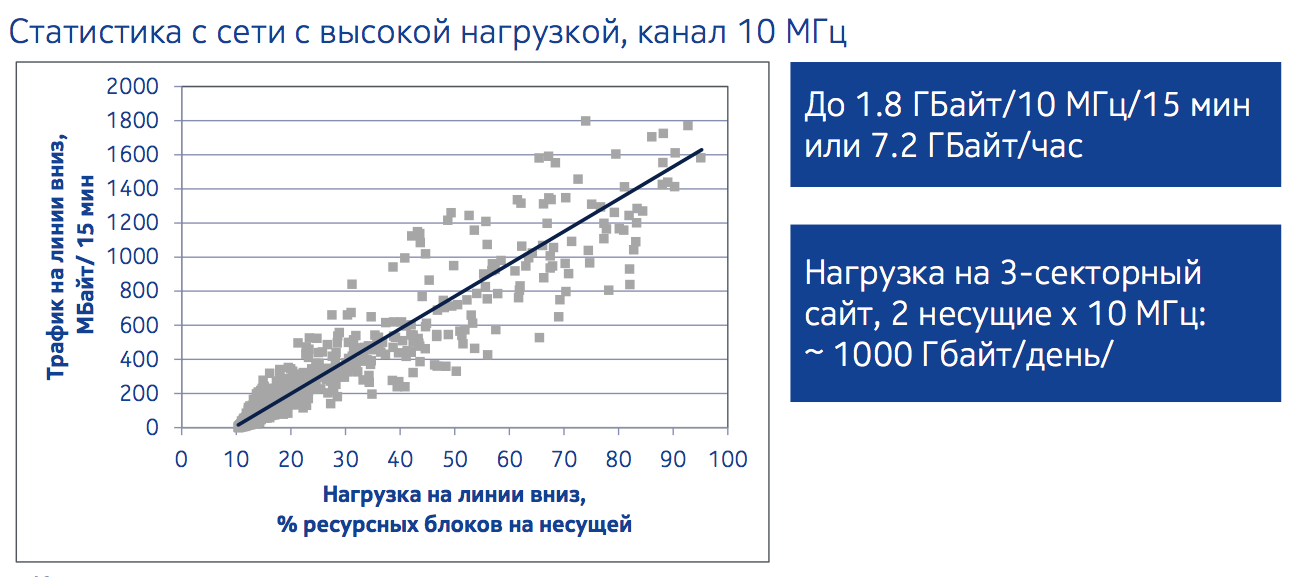 Статистика с сети с высокой нагрузкой, канал 10 МГц
Трафик на линии вниз,
МБайт/ 15 мин
2000
1800
1600
1400
1200
1000
800
600
400
200
0
0 10 20 30 40 50 60 70 80 90 100
Нагрузка на линии вниз,
% ресурсных блоков на несущей
До 1.8 ГБайт/10 МГц/15 мин
или 7.2 ГБайт/час
Нагрузка на 3-секторный
сайт, 2 несущие x 10 МГц:
~ 1000 Гбайт/день/